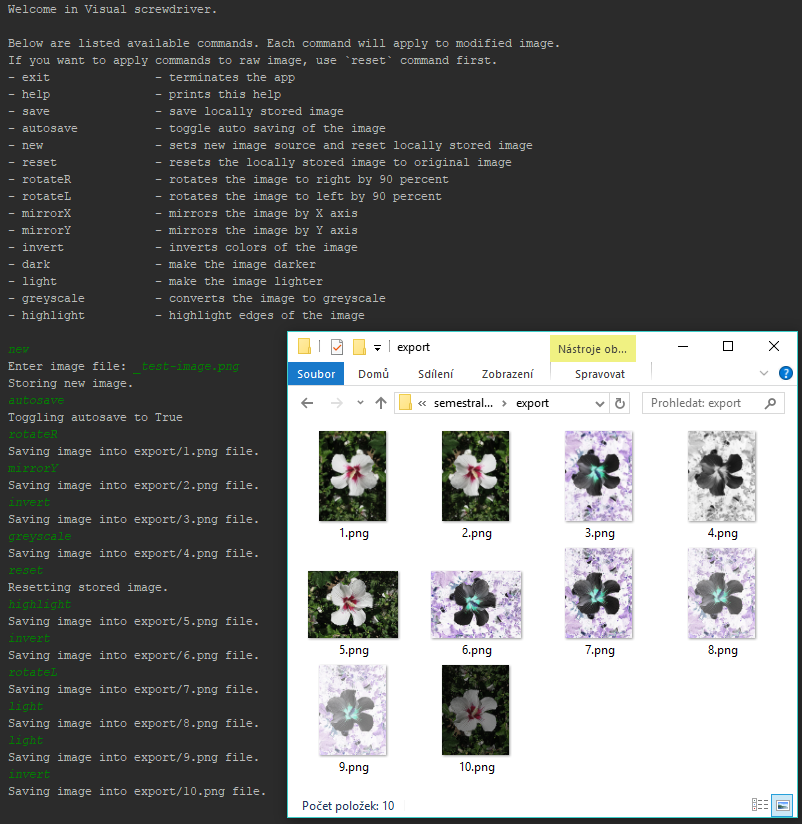 Welcome in Visual screwdriver.
Below are listed available commands. Each command will apply to modified image.
If you want to apply commands to raw image, use `reset` command first.
- exit - terminates the app
- help - prints this help
- save - save locally stored image
- autosave - toggle auto saving of the image
- new - sets new image source and reset locally stored image
- reset - resets the locally stored image to original image
- rotateR - rotates the image to right by 90 percent
- rotateL - rotates the image to left by 90 percent
- mirrorX - mirrors the image by X axis
- mirrorY - mirrors the image by Y axis
- invert - inverts colors of the image
- dark - make the image darker
- light - make the image lighter
- greyscale - converts the image to greyscale
- highlight - highlight edges of the image
new
Enter image file: _test-image.png
Storing new image.
autosave
Toggling autosave to True
rotateR
Saving image into export/1.png file.
mirrorY
Saving image into export/2.png file.
invert
Saving image into export/3.png file.
greyscale
Saving image into export/4.png file.
reset
Resetting stored image.
highlight
Saving image into export/5.png file.
invert
Saving image into export/6.png file.
rotateL
Saving image into export/7.png file.
light
Saving image into export/8.png file.
light
Saving image into export/9.png file.
invert
Saving image into export/10.png file.
export Nástroje ob...
Soubor Domů Sdílení Zobrazení Spravovat
« semestral... › export Prohledat: export
1.png 2.png 3.png 4.png
5.png 6.png 7.png 8.png
9.png 10.png
Počet položek: 10